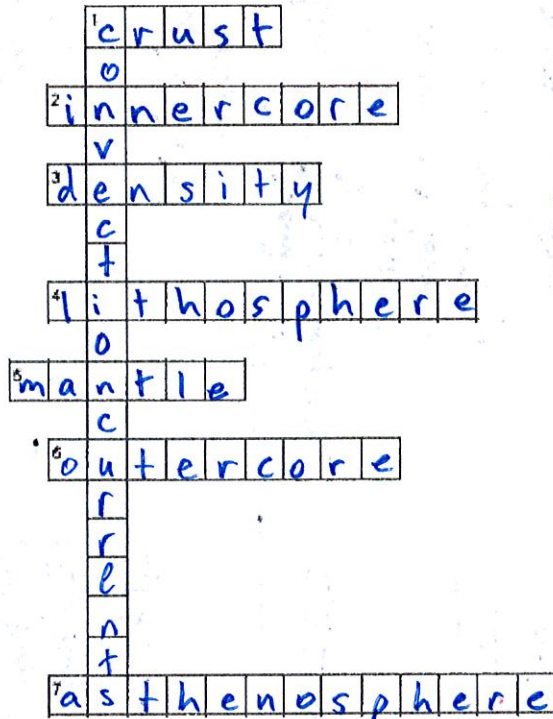 1 crust
o
2 innercore
v
3 density
c
t
4 lithosphere
o
5 mantle
c
6 outercore
r
r
e
n
t
7 asthenosphere